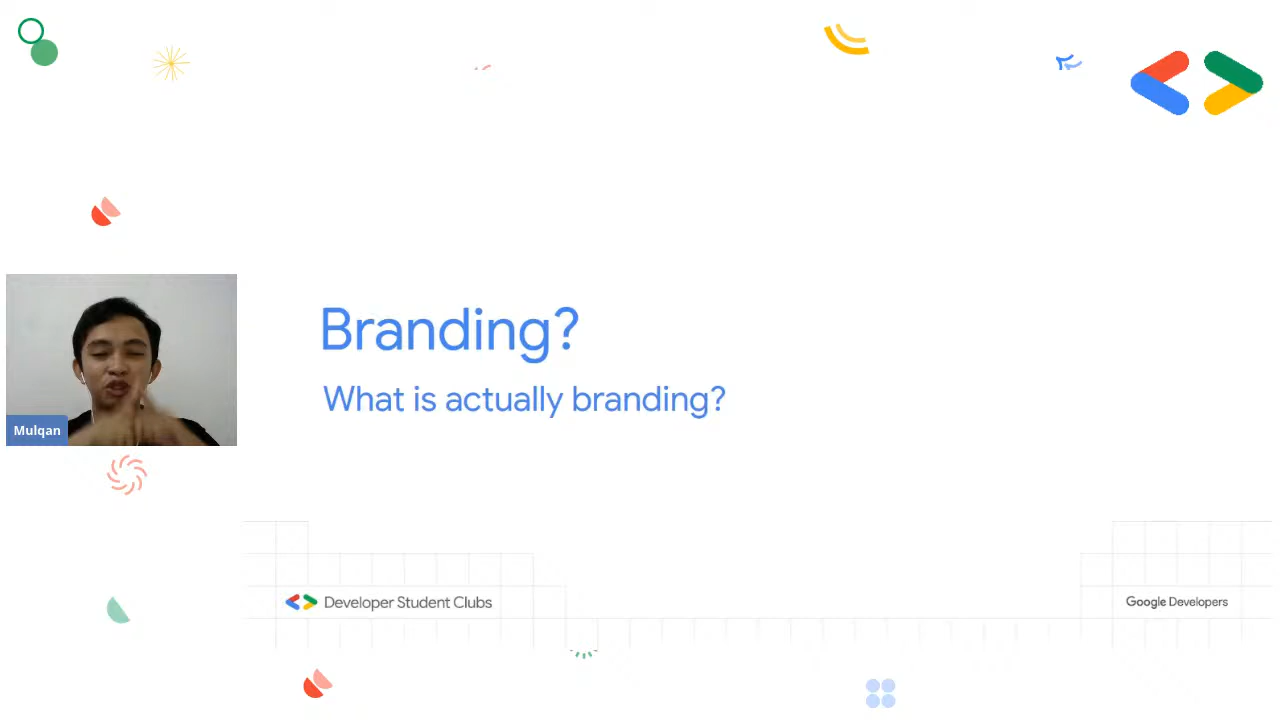 Branding?
What is actually branding?
Mulqan
Developer Student Clubs
Google Developers